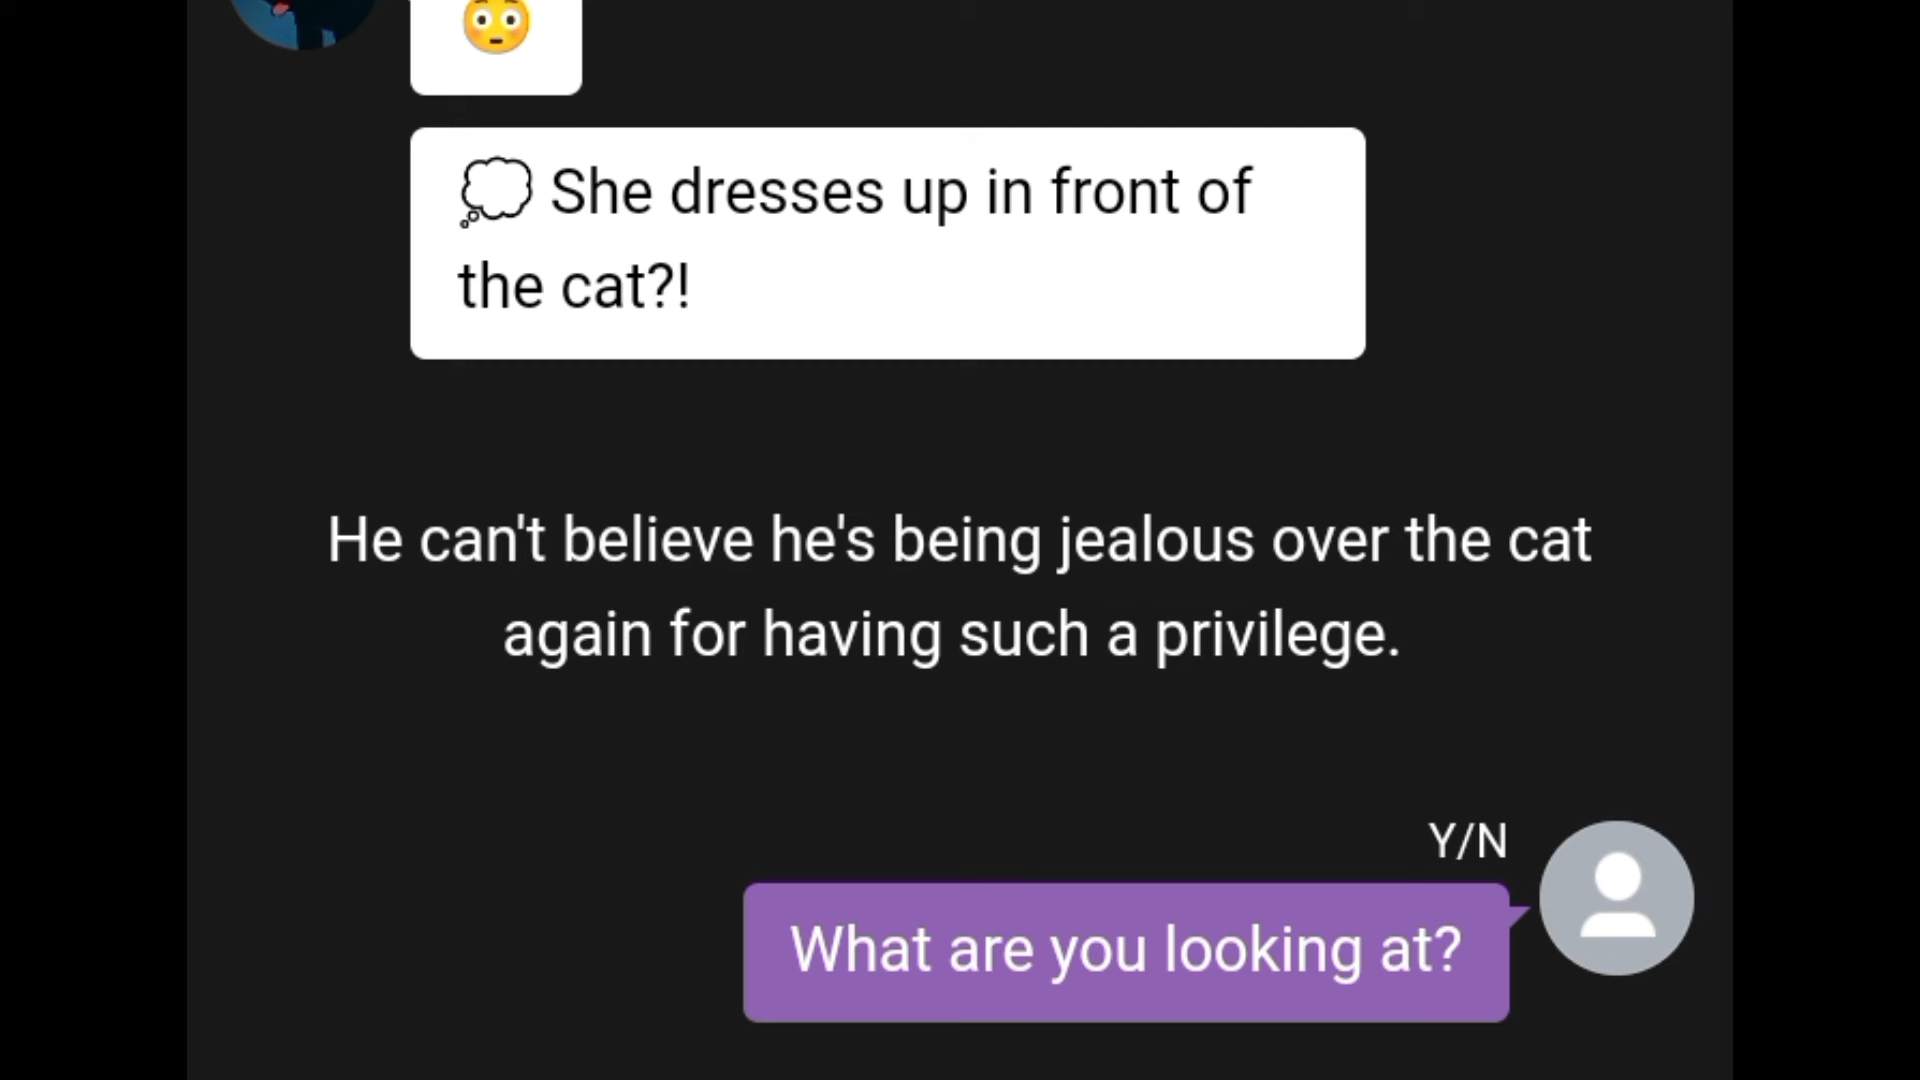 😳
💭 She dresses up in front of
the cat?!
He can't believe he's being jealous over the cat
again for having such a privilege.
Y/N
What are you looking at?